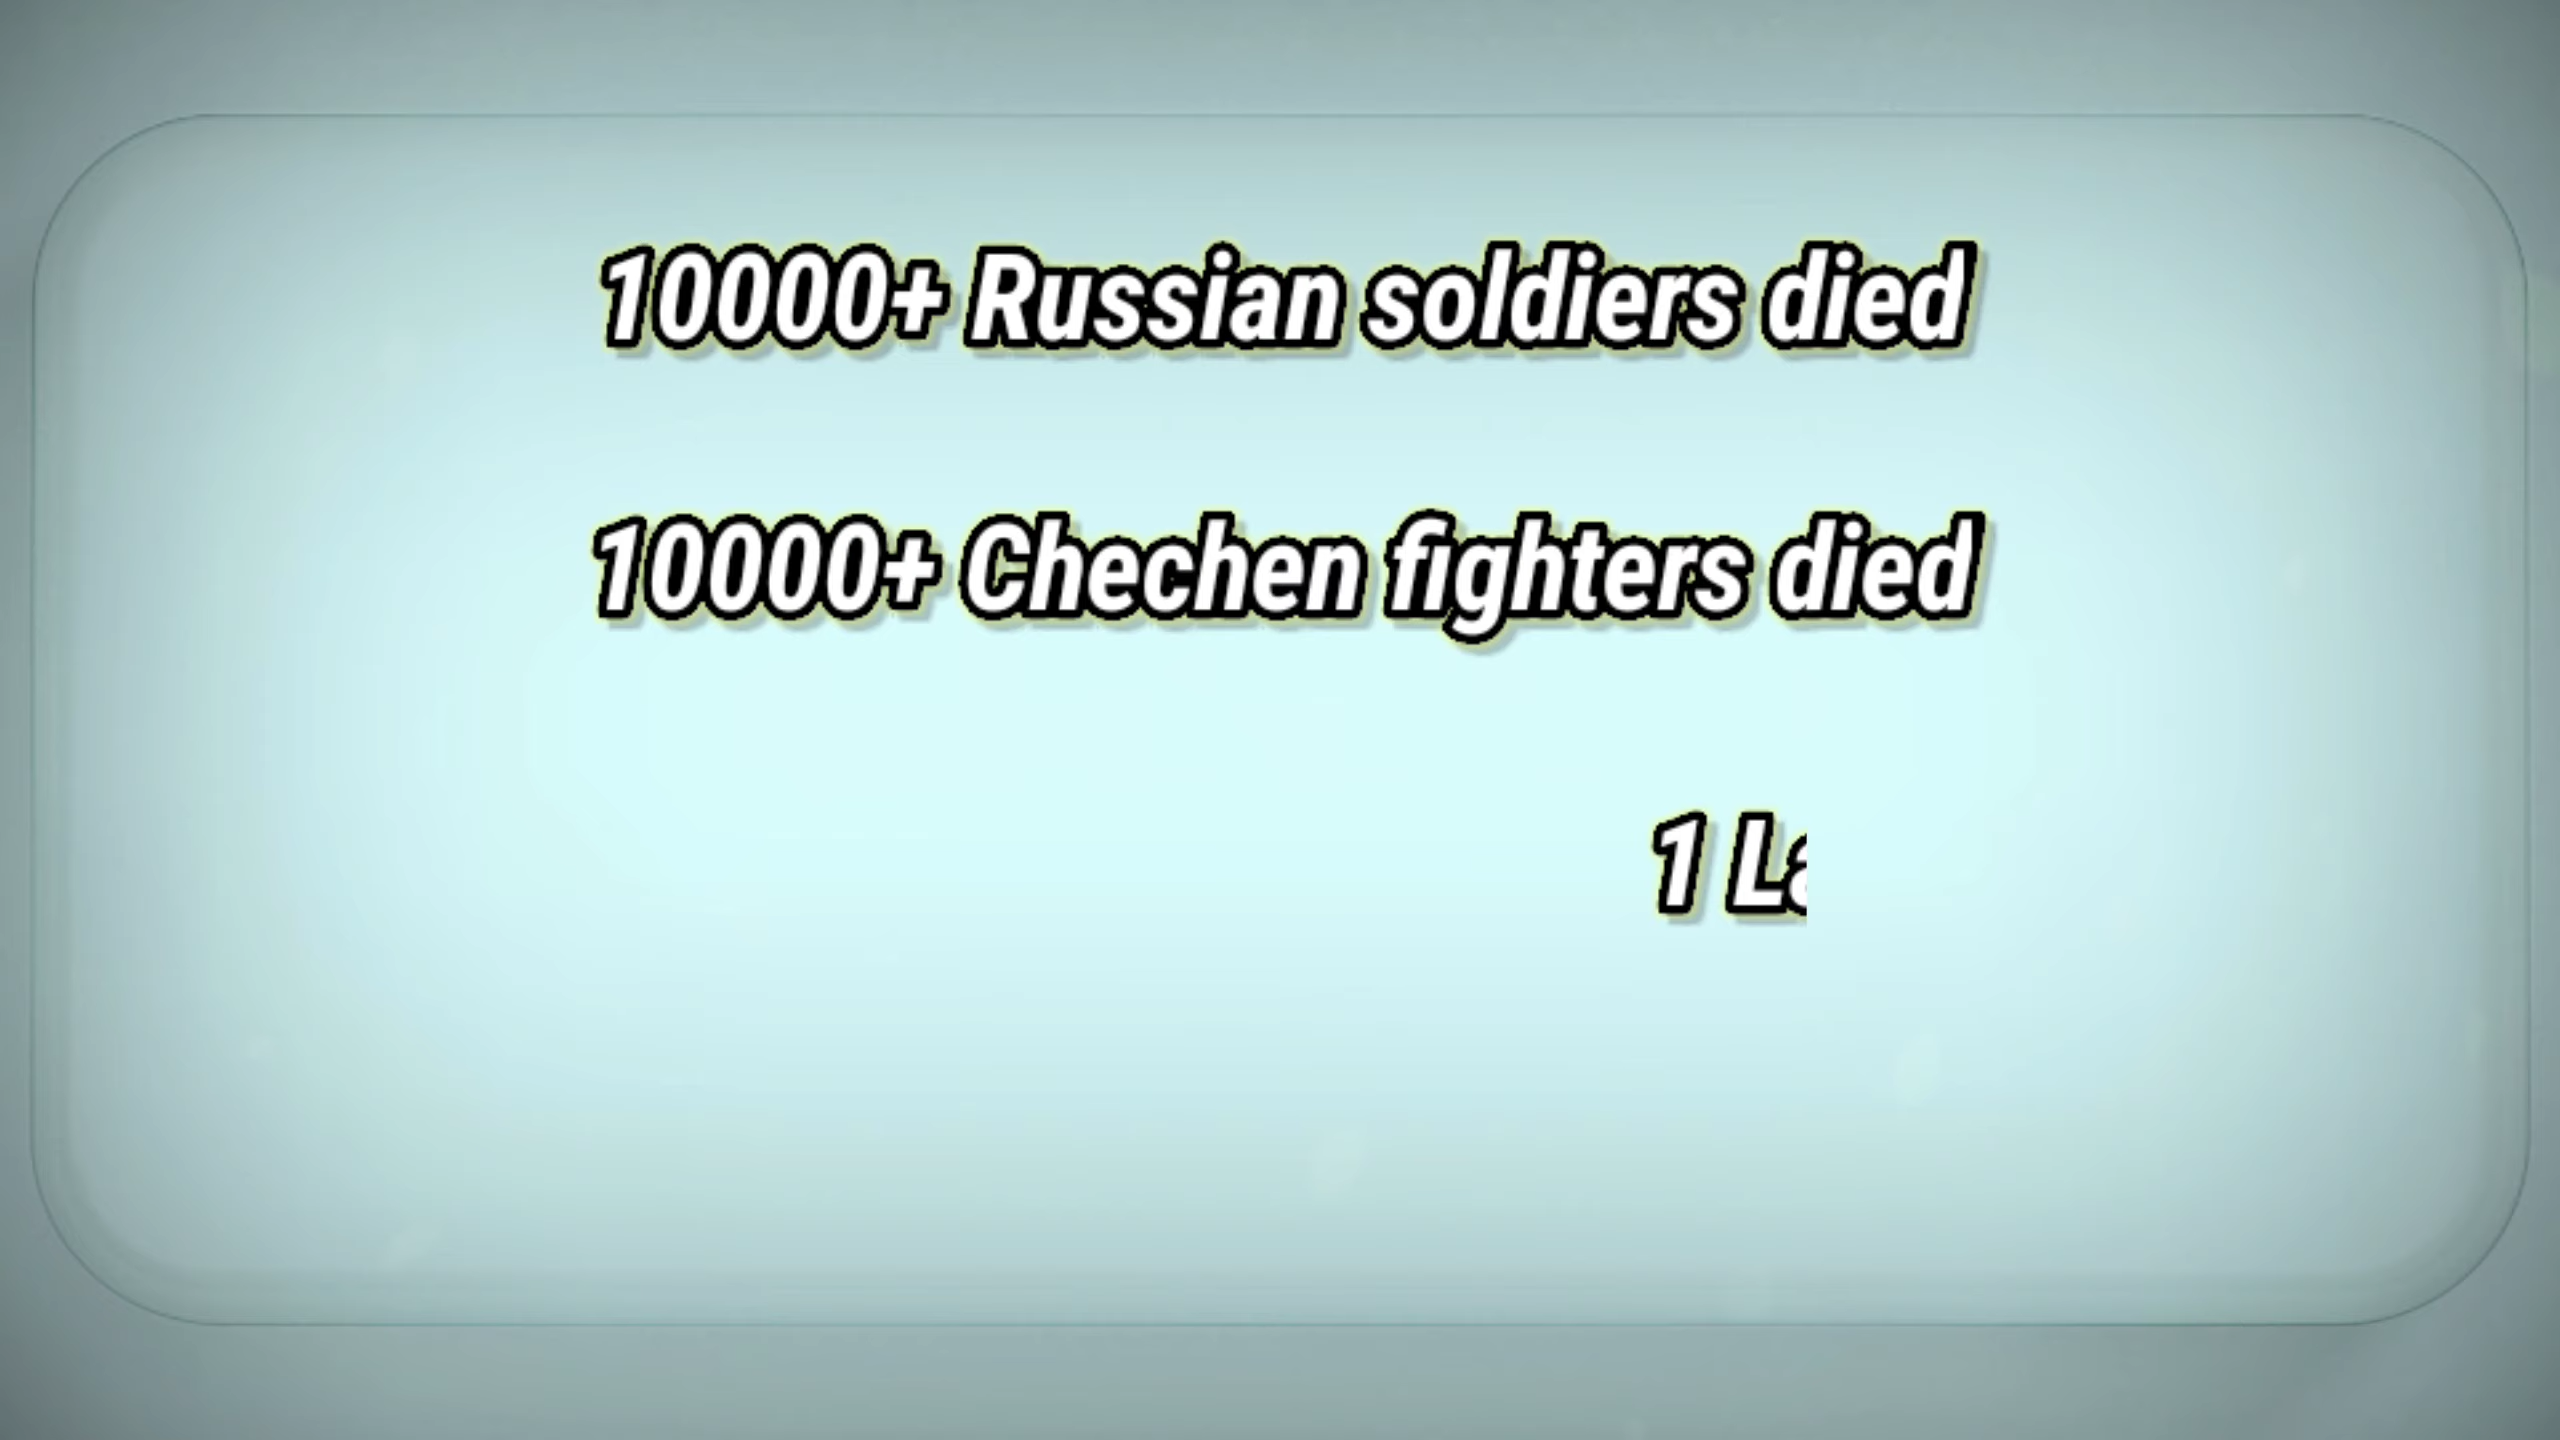 10000+ Russian soldiers died
10000+ Chechen fighters died
1